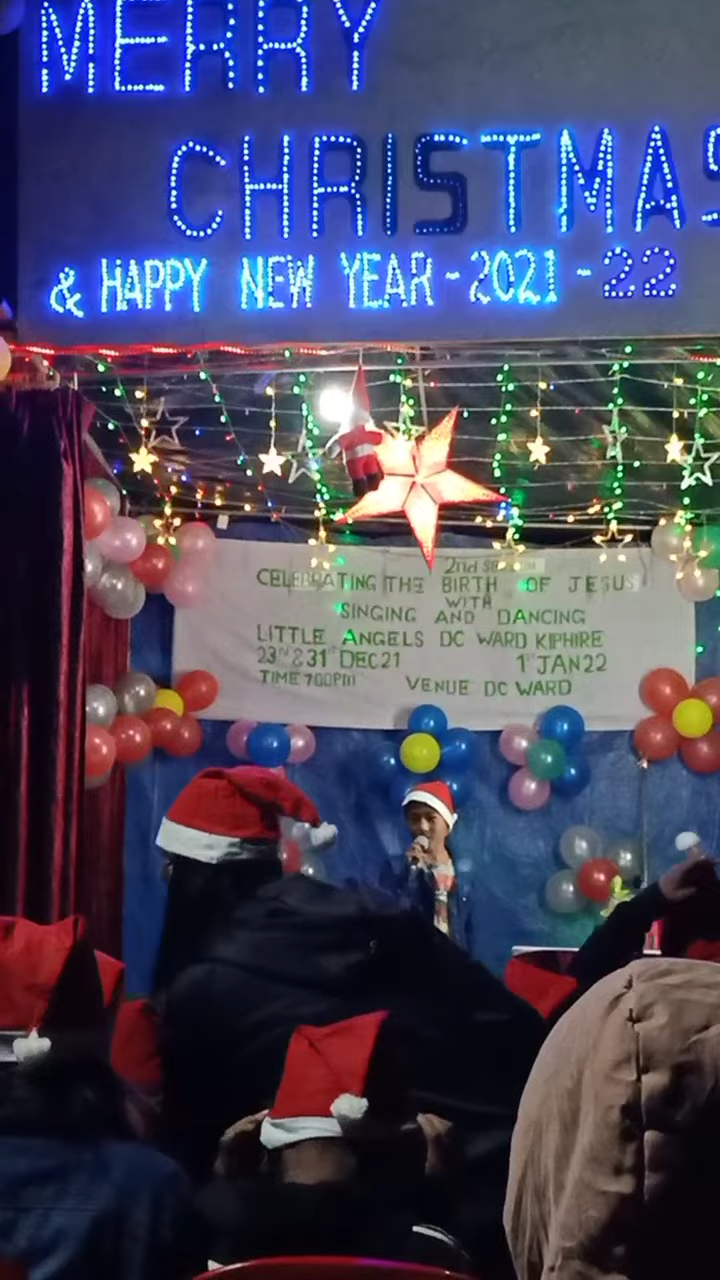 MERRY
CHRISTMAS
& HAPPY NEW YEAR-2021-22
2nd
CELEBRATING THE BIRTH OF JESUS
WITH
SINGING AND DANCING
LITTLE ANGELS DC WARD KIPHIRE
23RD & 31ST DEC21 1ST JAN22
TIME 7:00PM VENUE DC WARD